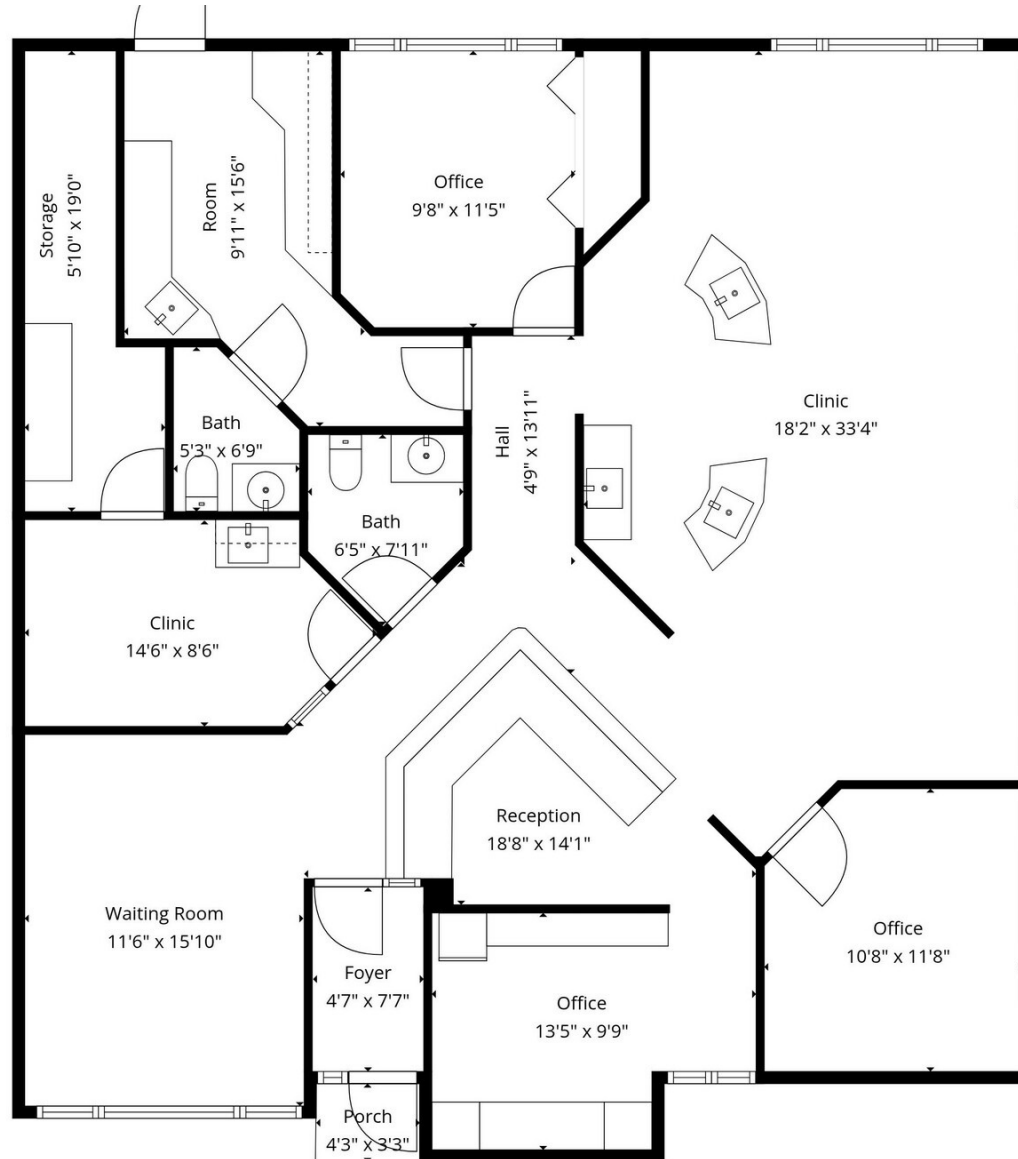 Storage
5'10" x 19'0"
Room
9'11" x 15'6"
Office
9'8" x 11'5"
Clinic
18'2" x 33'4"
Bath
5'3" x 6'9"
Hall
4'9" x 13'11"
Bath
6'5" x 7'11"
Clinic
14'6" x 8'6"
Reception
18'8" x 14'1"
Waiting Room
11'6" x 15'10"
Foyer
4'7" x 7'7"
Office
13'5" x 9'9"
Office
10'8" x 11'8"
Porch
4'3" x 3'3"